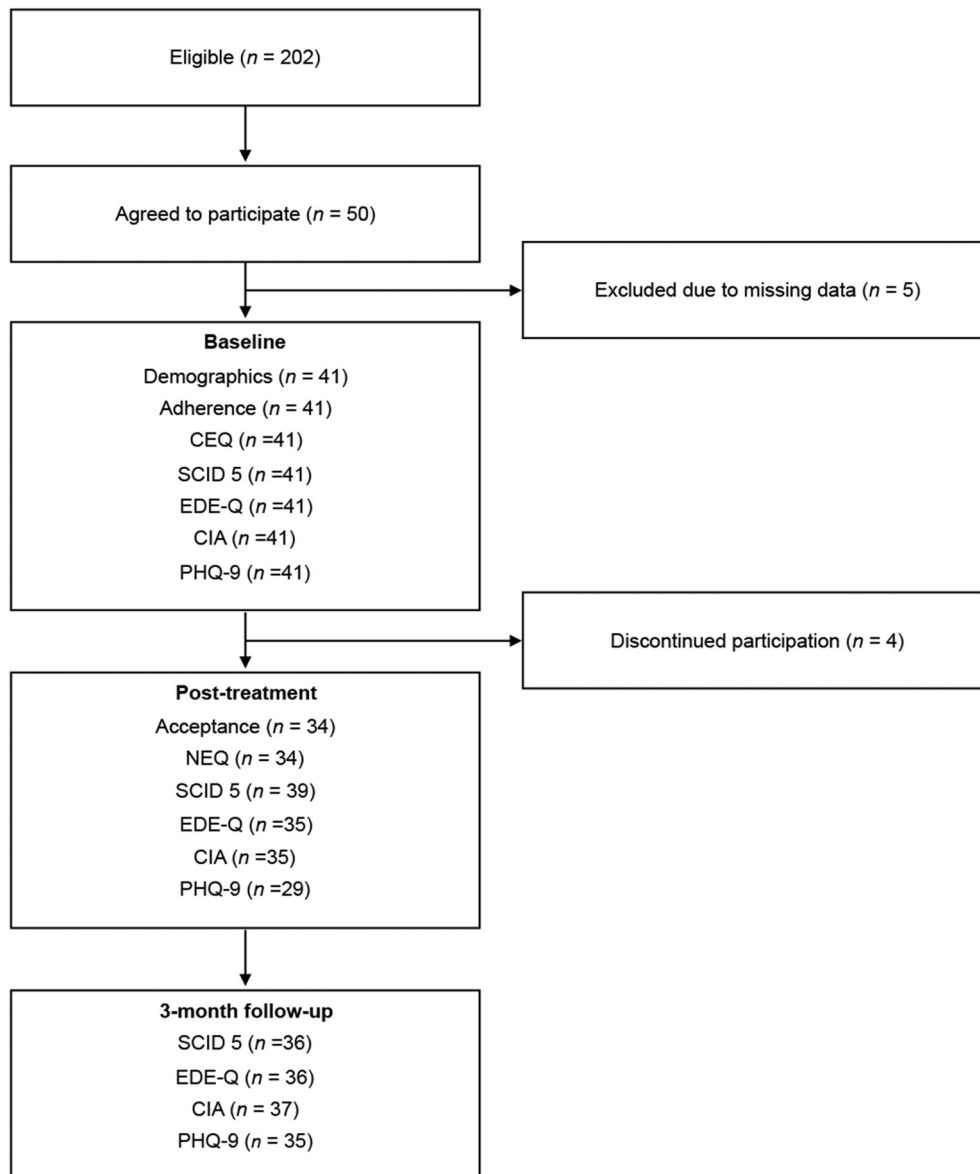 Eligible (n = 202)
Agreed to participate (n = 50)
Excluded due to missing data (n = 5)
Baseline
Demographics (n = 41)
Adherence (n = 41)
CEQ (n =41)
SCID 5 (n =41)
EDE-Q (n =41)
CIA (n =41)
PHQ-9 (n =41)
Discontinued participation (n = 4)
Post-treatment
Acceptance (n = 34)
NEQ (n = 34)
SCID 5 (n = 39)
EDE-Q (n =35)
CIA (n =35)
PHQ-9 (n =29)
3-month follow-up
SCID 5 (n =36)
EDE-Q (n = 36)
CIA (n = 37)
PHQ-9 (n = 35)